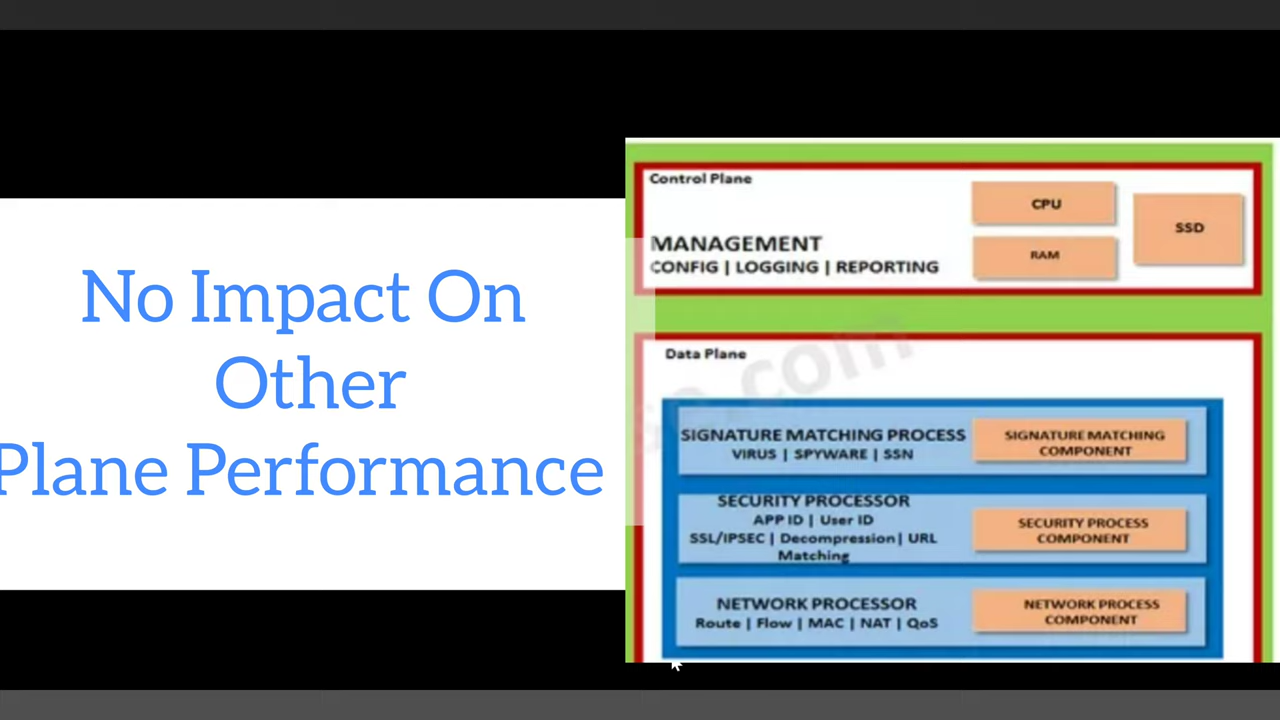 No Impact On
Other
Plane Performance
Control Plane
MANAGEMENT
CONFIG | LOGGING | REPORTING
CPU
RAM
SSD
Data Plane
SIGNATURE MATCHING PROCESS
VIRUS | SPYWARE | SSN
SIGNATURE MATCHING
COMPONENT
SECURITY PROCESSOR
APP ID | User ID
SSL/IPSEC | Decompression| URL
Matching
SECURITY PROCESS
COMPONENT
NETWORK PROCESSOR
Route | Flow | MAC | NAT | QoS
NETWORK PROCESS
COMPONENT